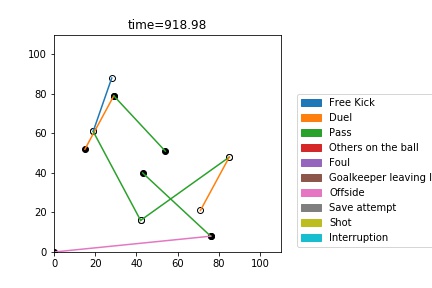 time=918.98
100
80
60
40
20
0
0 20 40 60 80 100
Free Kick
Duel
Pass
Others on the ball
Foul
Goalkeeper leaving l
Offside
Save attempt
Shot
Interruption